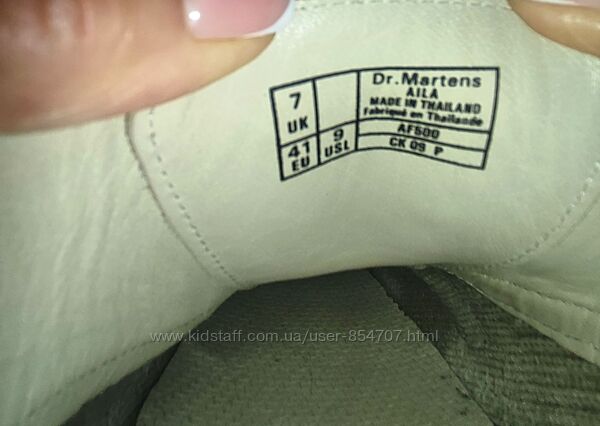 7
UK
41
EU
9
USL
Dr.Martens
AILA
MADE IN THAILAND
Fabriqué en Thaïlande
AF500
CK 09 P
www.kidstaff.com.ua/user-854707.html